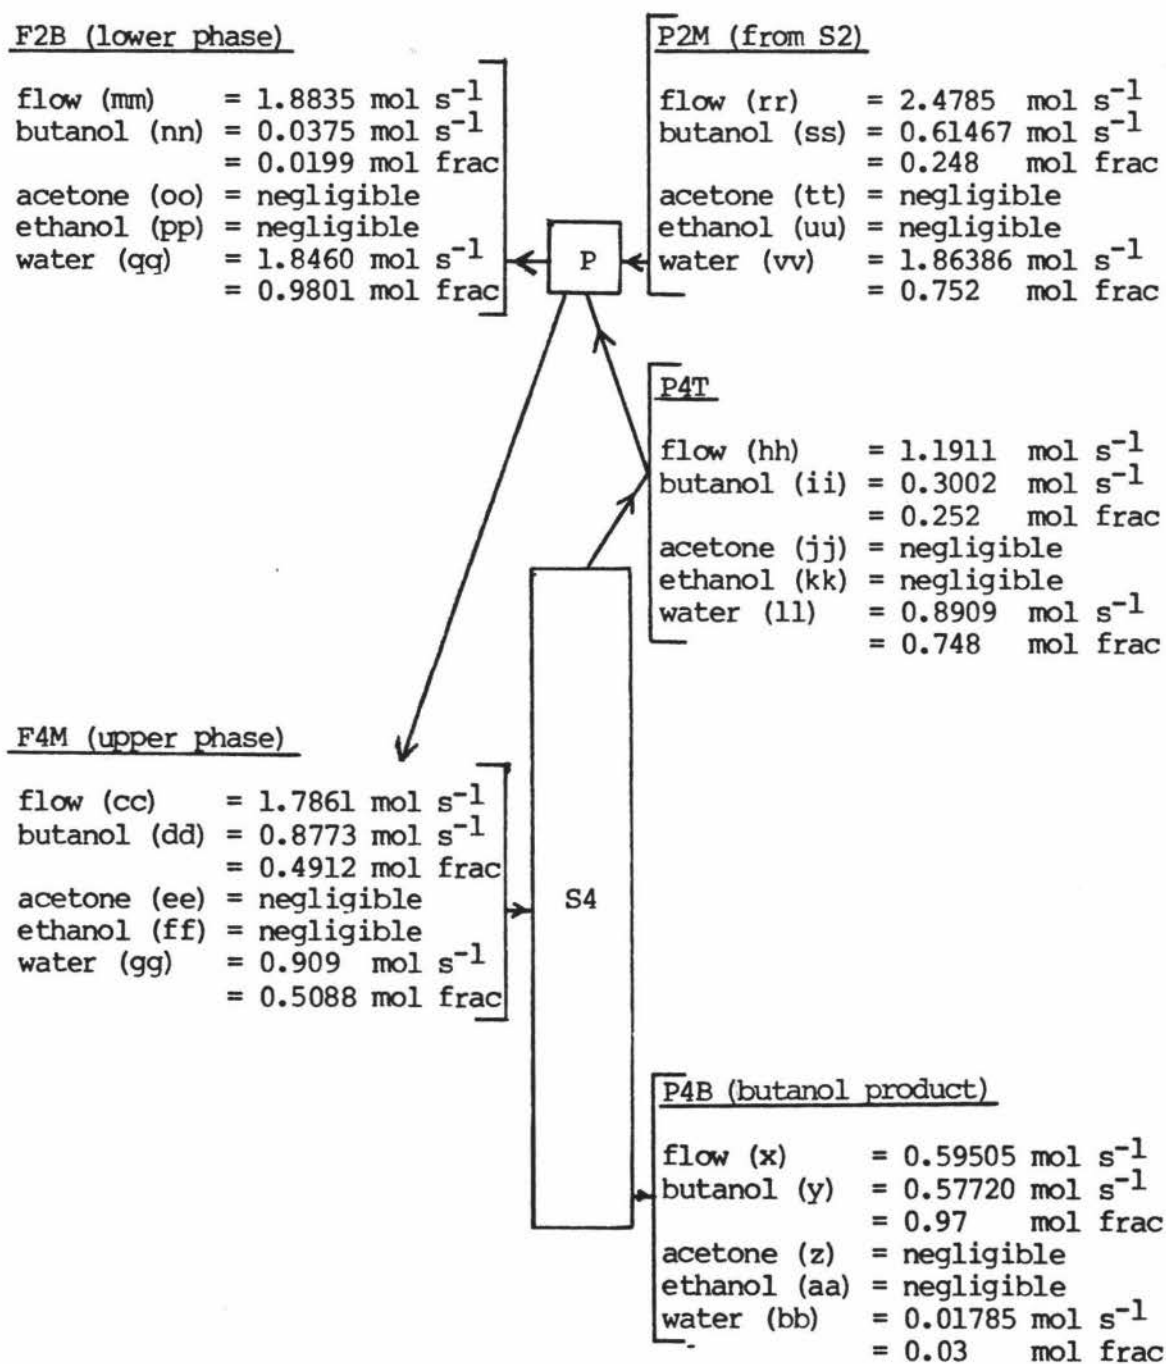 F2B (lower phase)
flow (mm) = 1.8835 mol s⁻¹
butanol (nn) = 0.0375 mol s⁻¹
= 0.0199 mol frac
acetone (oo) = negligible
ethanol (pp) = negligible
water (qq) = 1.8460 mol s⁻¹
= 0.9801 mol frac
P
P2M (from S2)
flow (rr) = 2.4785 mol s⁻¹
butanol (ss) = 0.61467 mol s⁻¹
= 0.248 mol frac
acetone (tt) = negligible
ethanol (uu) = negligible
water (vv) = 1.86386 mol s⁻¹
= 0.752 mol frac
P4T
flow (hh) = 1.1911 mol s⁻¹
butanol (ii) = 0.3002 mol s⁻¹
= 0.252 mol frac
acetone (jj) = negligible
ethanol (kk) = negligible
water (ll) = 0.8909 mol s⁻¹
= 0.748 mol frac
F4M (upper phase)
flow (cc) = 1.7861 mol s⁻¹
butanol (dd) = 0.8773 mol s⁻¹
= 0.4912 mol frac
acetone (ee) = negligible
ethanol (ff) = negligible
water (gg) = 0.909 mol s⁻¹
= 0.5088 mol frac
S4
P4B (butanol product)
flow (x) = 0.59505 mol s⁻¹
butanol (y) = 0.57720 mol s⁻¹
= 0.97 mol frac
acetone (z) = negligible
ethanol (aa) = negligible
water (bb) = 0.01785 mol s⁻¹
= 0.03 mol frac